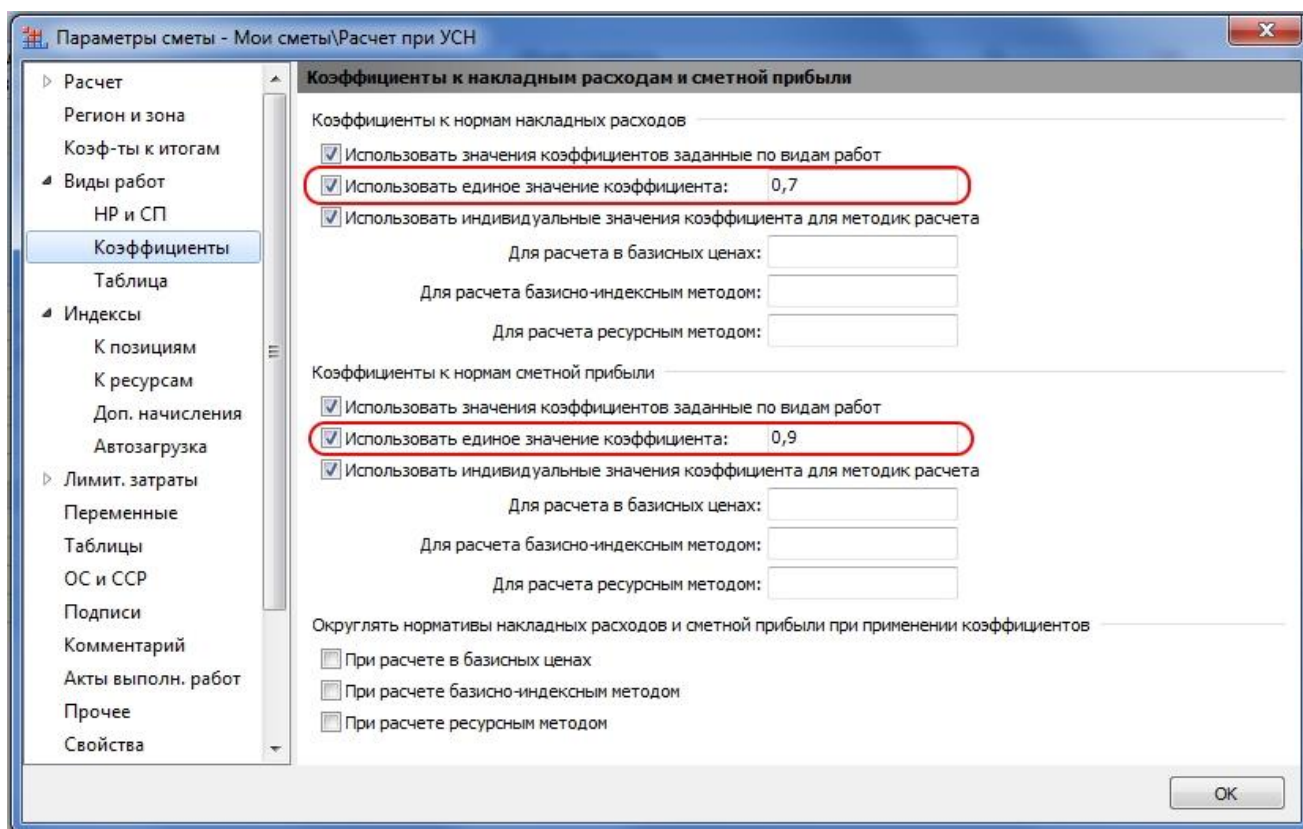 Параметры сметы - Мои сметы\Расчет при УСН
Расчет
Регион и зона
Коэф-ты к итогам
Виды работ
НР и СП
Коэффициенты
Таблица
Индексы
К позициям
К ресурсам
Доп. начисления
Автозагрузка
Лимит. затраты
Переменные
Таблицы
ОС и ССР
Подписи
Комментарий
Акты выполн. работ
Прочее
Свойства
Коэффициенты к накладным расходам и сметной прибыли
Коэффициенты к нормам накладных расходов
Использовать значения коэффициентов заданные по видам работ
Использовать единое значение коэффициента: 0,7
Использовать индивидуальные значения коэффициента для методик расчета
Для расчета в базисных ценах:
Для расчета базисно-индексным методом:
Для расчета ресурсным методом:
Коэффициенты к нормам сметной прибыли
Использовать значения коэффициентов заданные по видам работ
Использовать единое значение коэффициента: 0,9
Использовать индивидуальные значения коэффициента для методик расчета
Для расчета в базисных ценах:
Для расчета базисно-индексным методом:
Для расчета ресурсным методом:
Округлять нормативы накладных расходов и сметной прибыли при применении коэффициентов
При расчете в базисных ценах
При расчете базисно-индексным методом
При расчете ресурсным методом
ОК